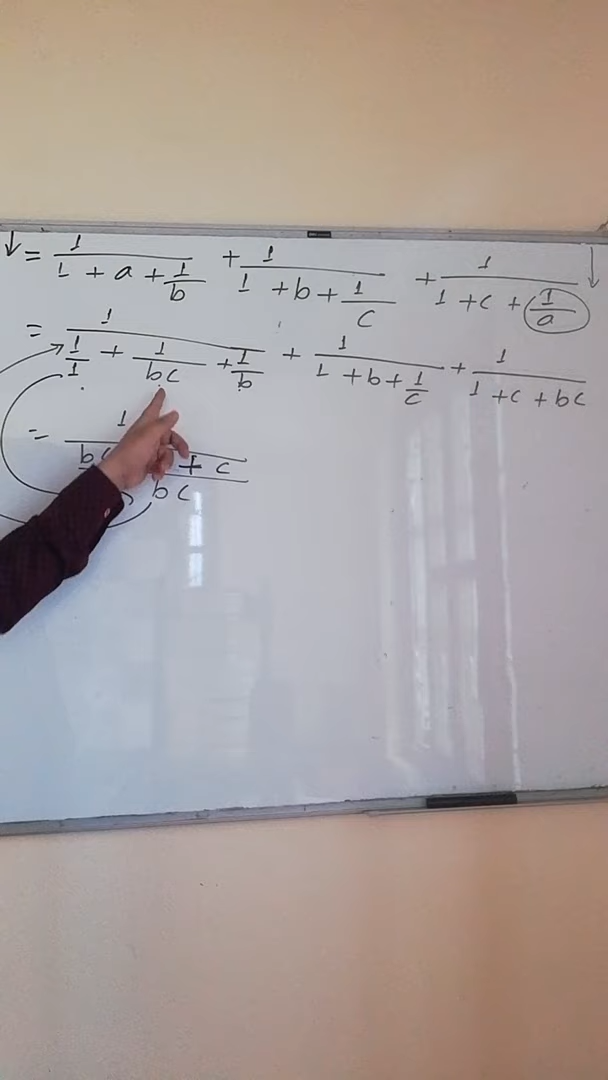 ↓ = 1/(1 + a + 1/b) + 1/(1 + b + 1/c) + 1/(1 + c + 1/a) ↓
= 1/(1/1 + 1/bc + 1/b) + 1/(1 + b + 1/c) + 1/(1 + c + bc)
= 1 / b + c / bc